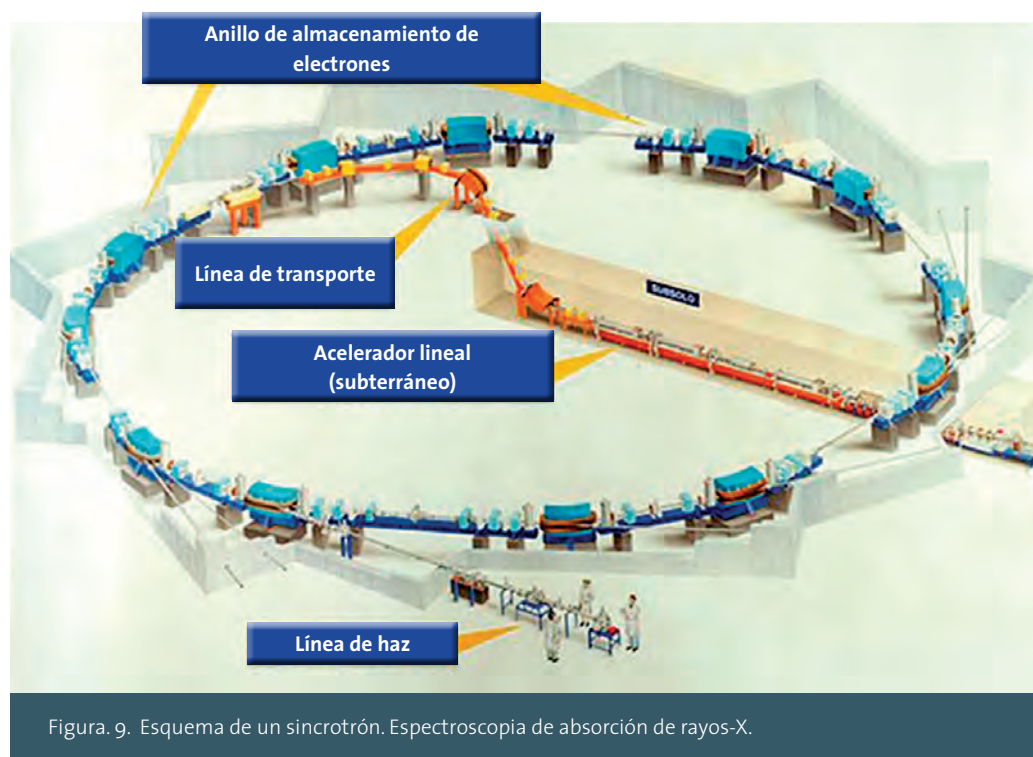 Anillo de almacenamiento de
electrones
Línea de transporte
SUBSOLO
Acelerador lineal
(subterráneo)
Línea de haz
Figura. 9. Esquema de un sincrotrón. Espectroscopia de absorción de rayos-X.